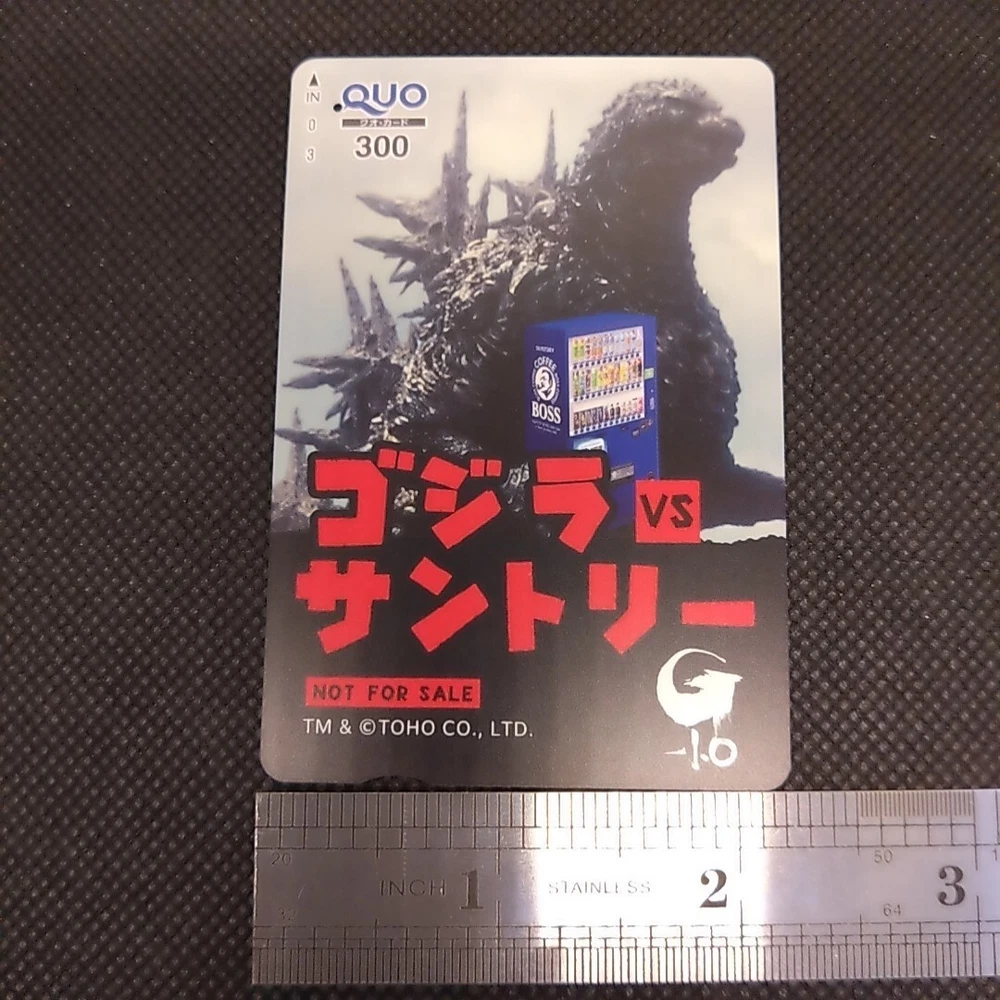 IN
0
3
QUO
クオ・カード
300
SUNTORY
COFFEE
BOSS
ゴジラ VS
サントリー
NOT FOR SALE
TM & ©TOHO CO., LTD.
G
-1.0
20
50
1
INCH 1
STAINLESS
2
3
32
64